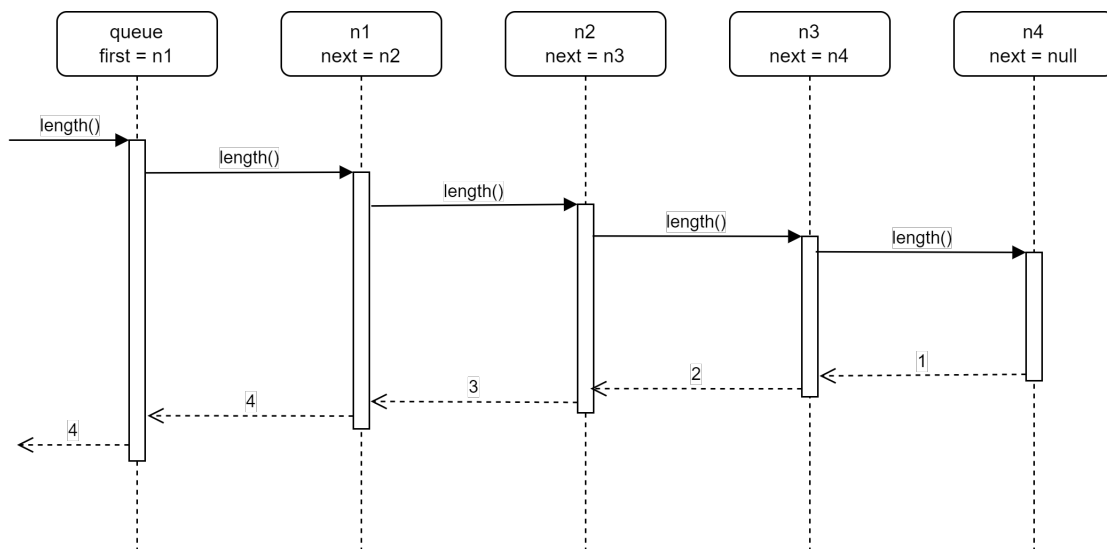 queue
first = n1
n1
next = n2
n2
next = n3
n3
next = n4
n4
next = null
length()
length()
length()
length()
length()
1
2
3
4
4